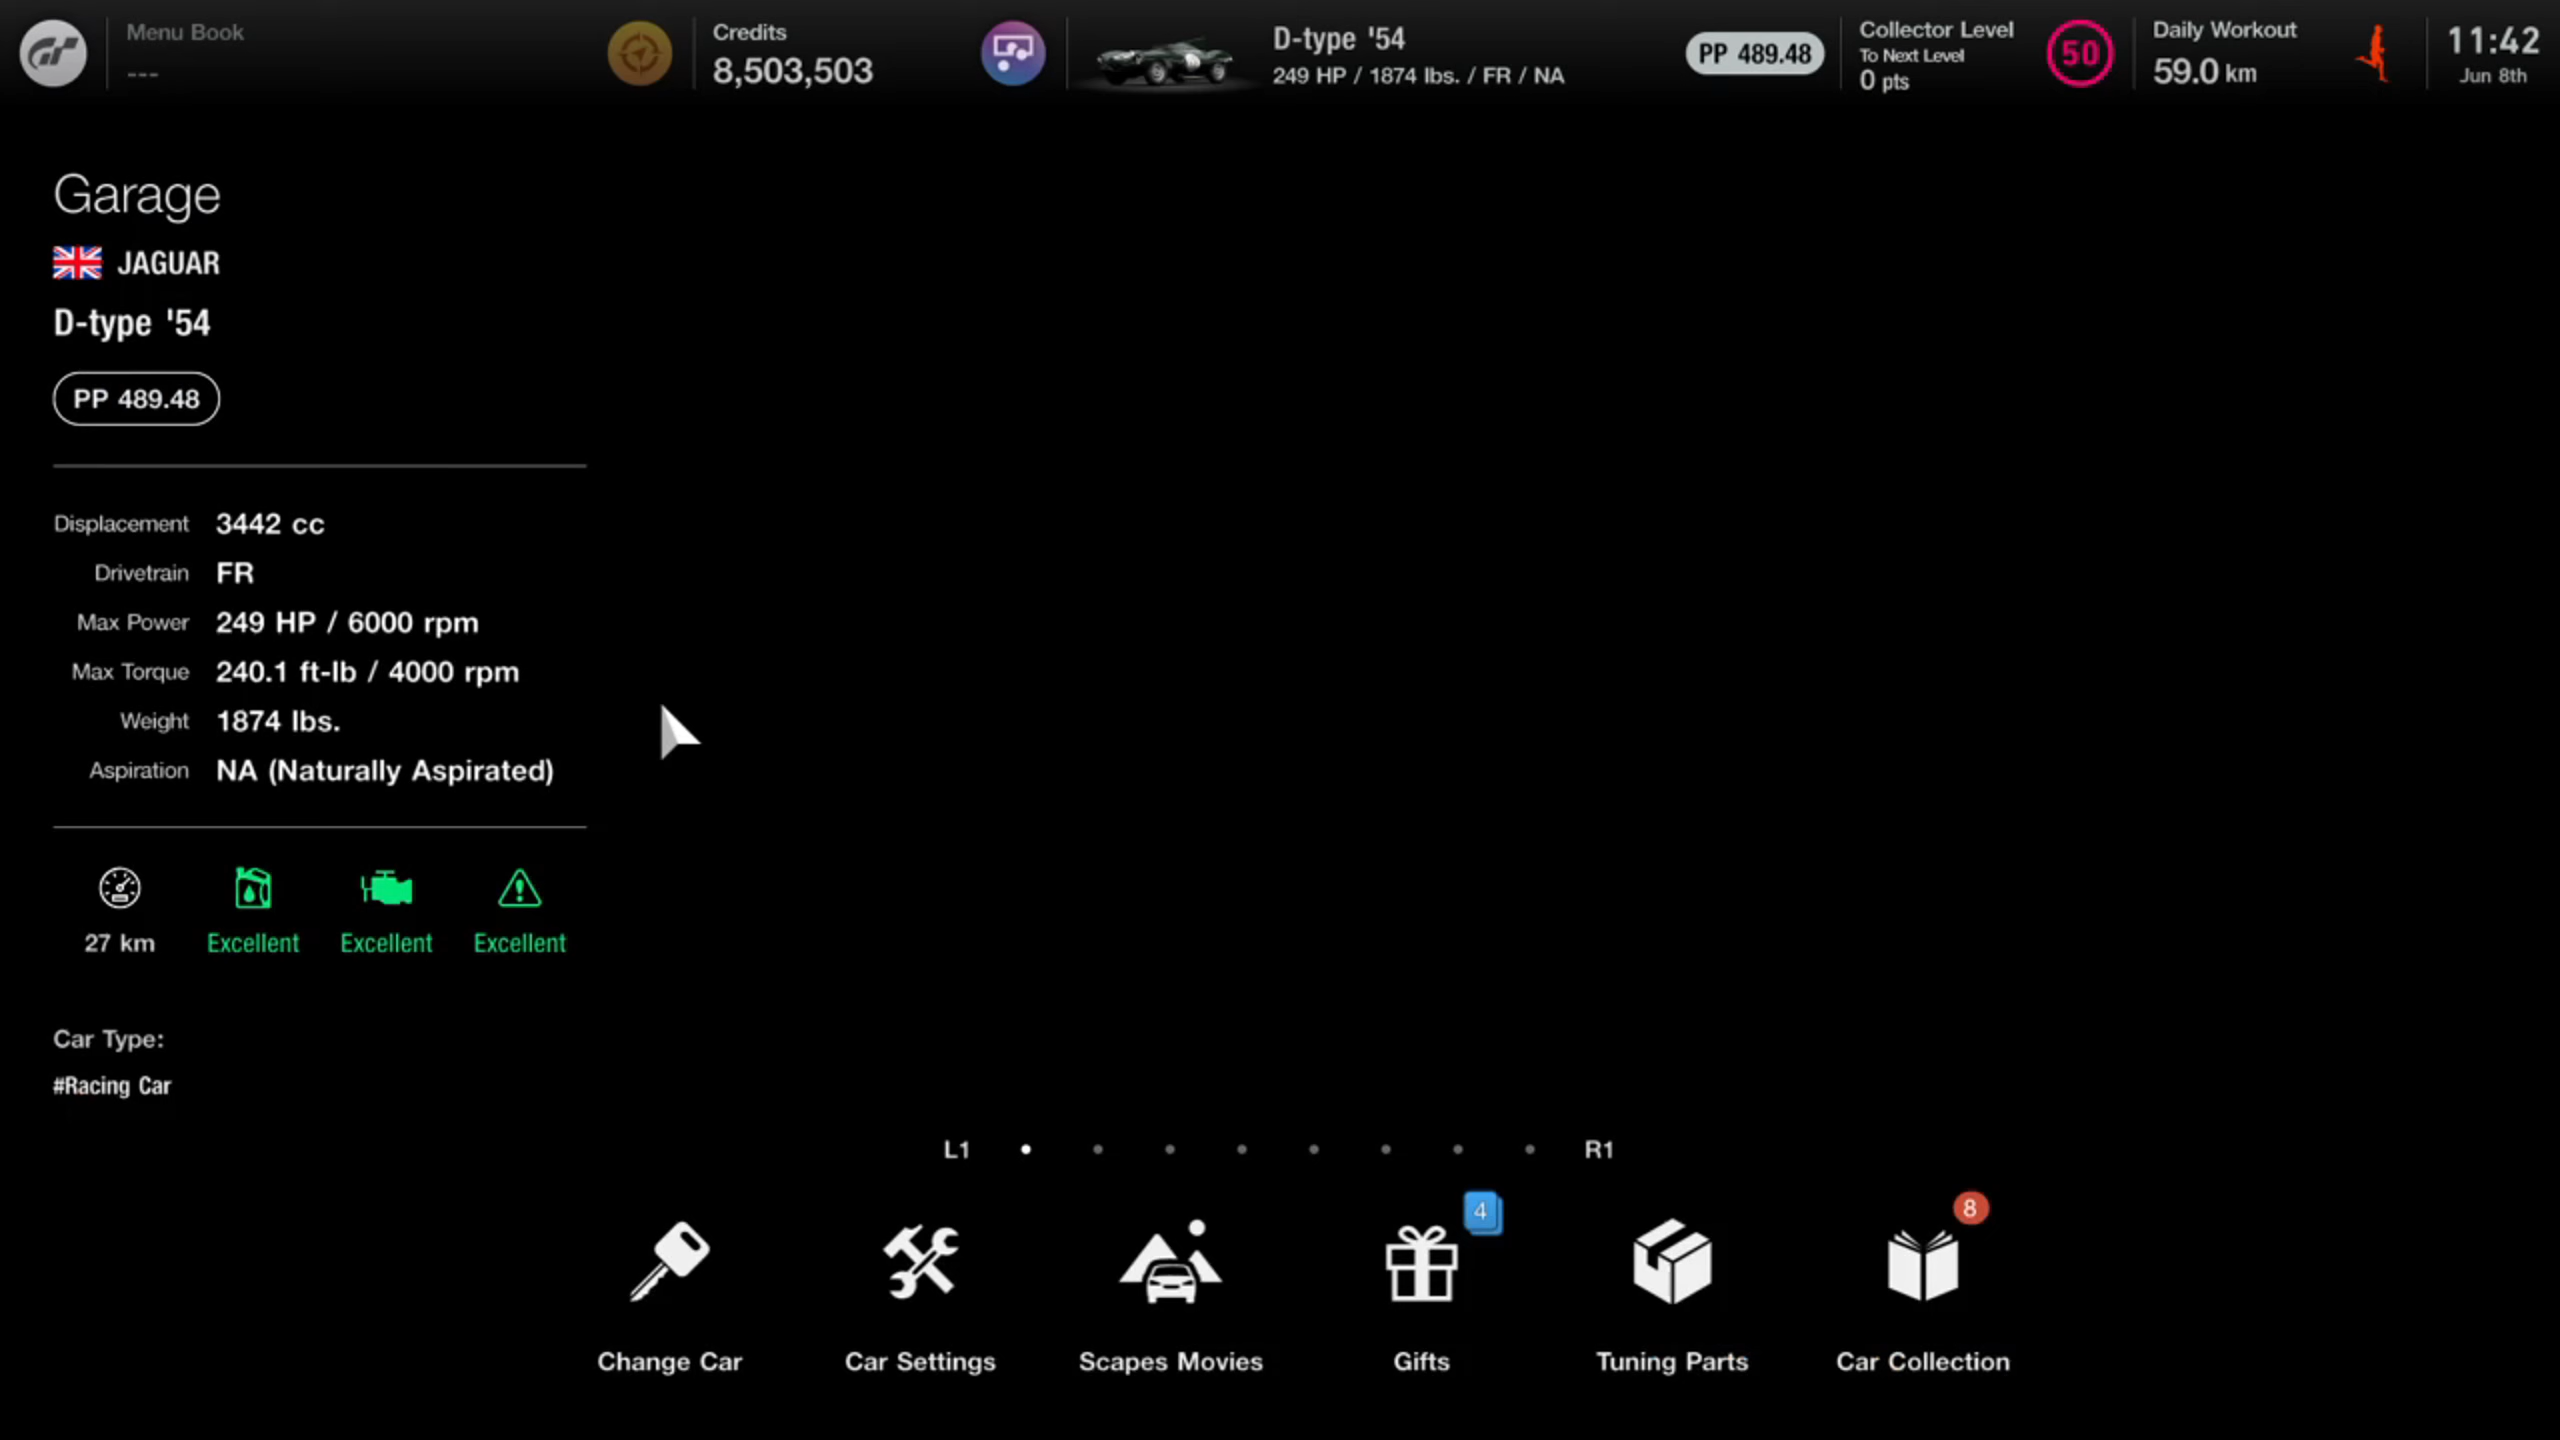 Menu Book
---
Credits
8,503,503
D-type '54
249 HP / 1874 lbs. / FR / NA
PP 489.48
Collector Level
To Next Level
0 pts
50
Daily Workout
59.0 km
11:42
Jun 8th
Garage
JAGUAR
D-type '54
PP 489.48
Displacement 3442 cc
Drivetrain FR
Max Power 249 HP / 6000 rpm
Max Torque 240.1 ft-lb / 4000 rpm
Weight 1874 lbs.
Aspiration NA (Naturally Aspirated)
27 km Excellent Excellent Excellent
Car Type:
#Racing Car
L1 R1
4 8
Change Car Car Settings Scapes Movies Gifts Tuning Parts Car Collection